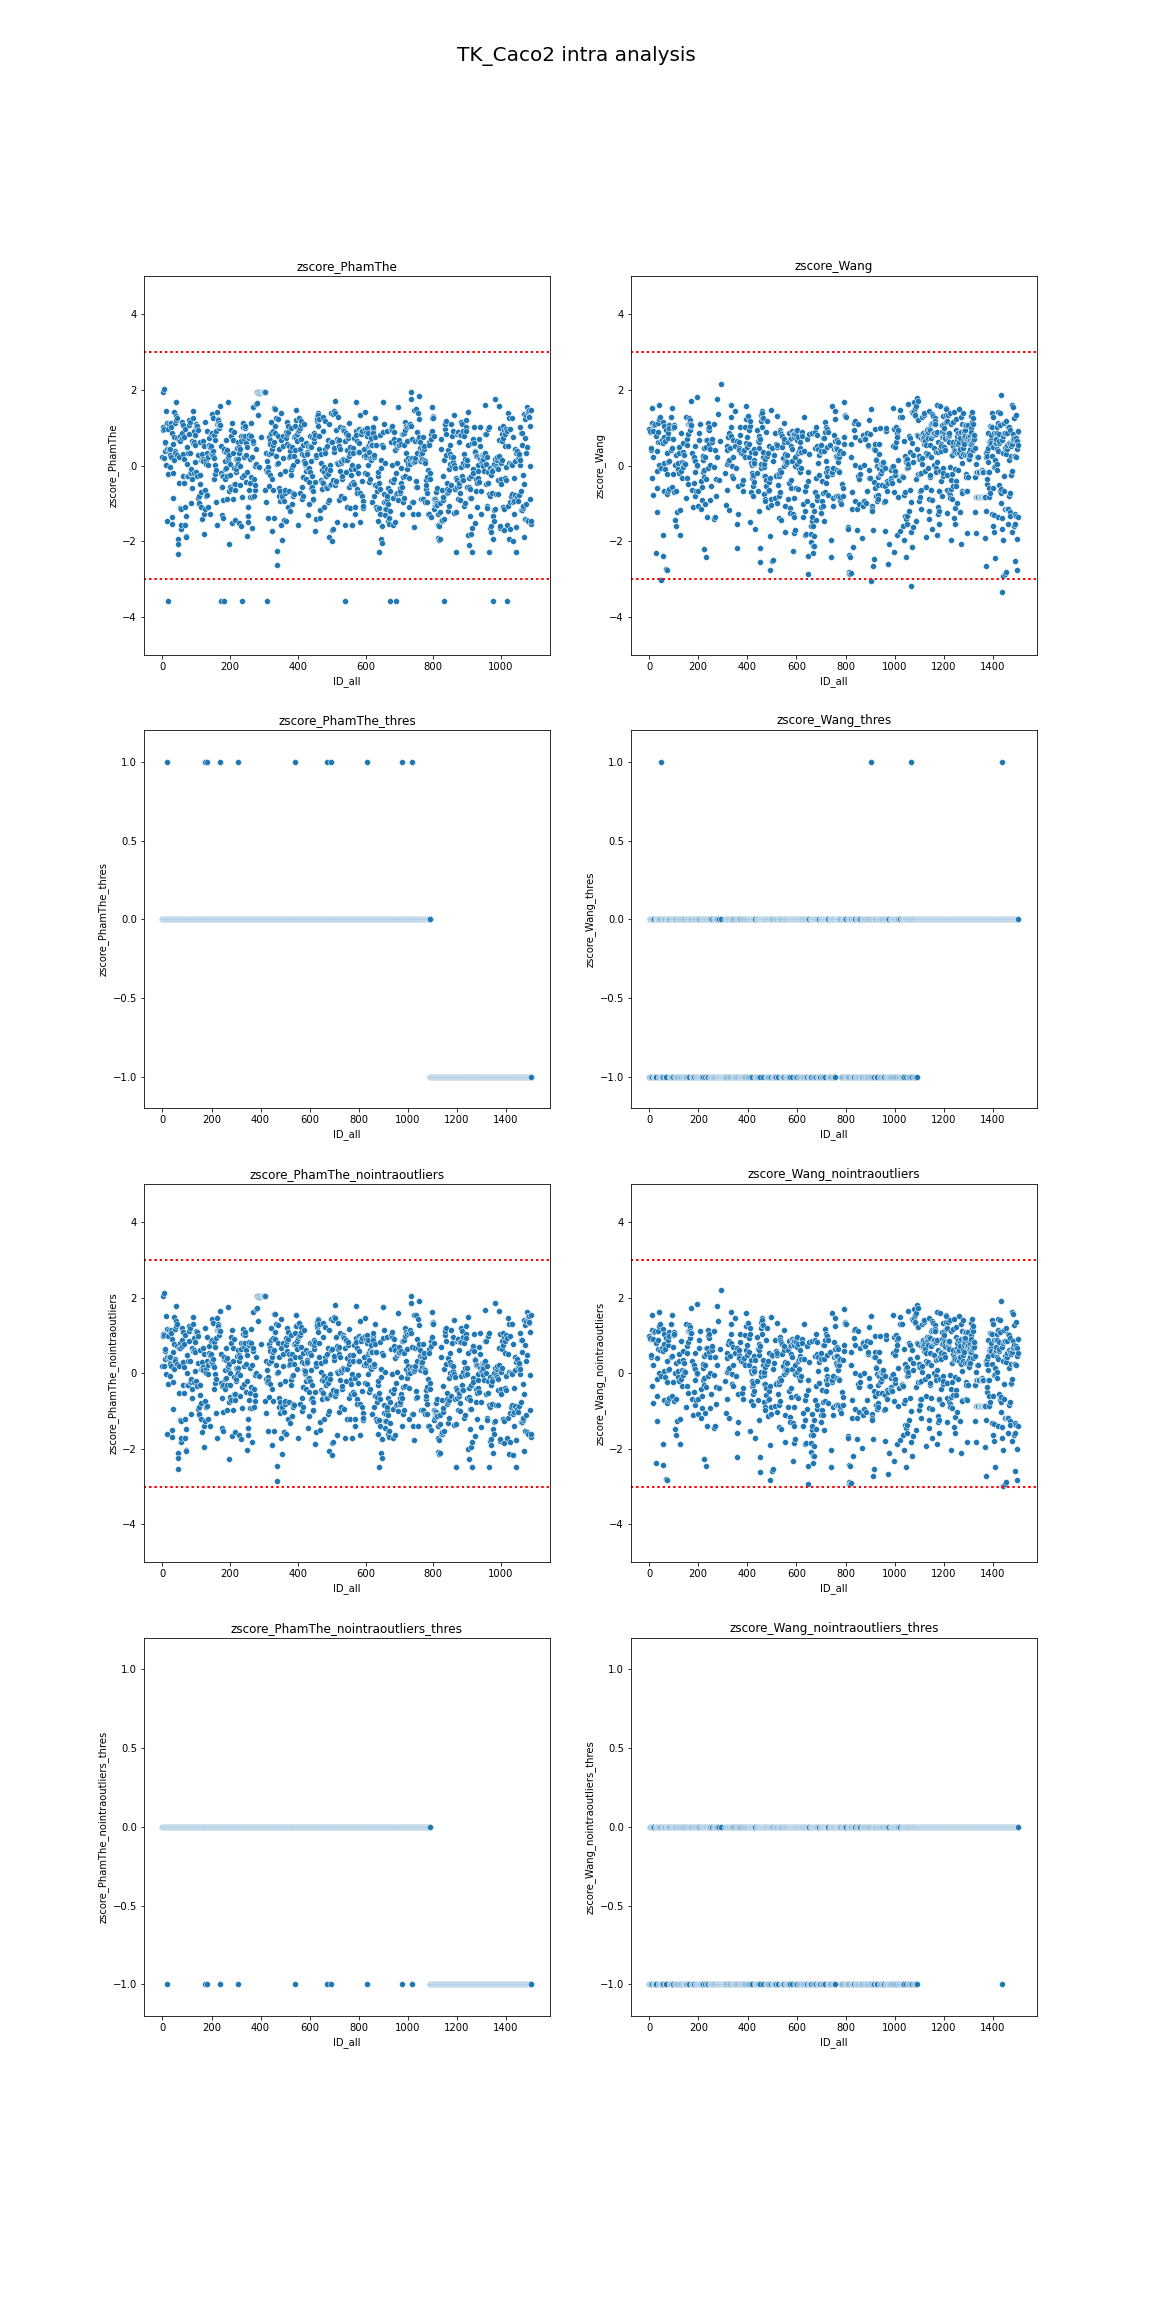 TK_Caco2 intra analysis
zscore_PhamThe
zscore_PhamThe
4
2
0
−2
−4
0 200 400 600 800 1000
ID_all
zscore_Wang
zscore_Wang
4
2
0
−2
−4
0 200 400 600 800 1000 1200 1400
ID_all
zscore_PhamThe_thres
zscore_PhamThe_thres
1.0
0.5
0.0
−0.5
−1.0
0 200 400 600 800 1000 1200 1400
ID_all
zscore_Wang_thres
zscore_Wang_thres
1.0
0.5
0.0
−0.5
−1.0
0 200 400 600 800 1000 1200 1400
ID_all
zscore_PhamThe_nointraoutliers
zscore_PhamThe_nointraoutliers
4
2
0
−2
−4
0 200 400 600 800 1000
ID_all
zscore_Wang_nointraoutliers
zscore_Wang_nointraoutliers
4
2
0
−2
−4
0 200 400 600 800 1000 1200 1400
ID_all
zscore_PhamThe_nointraoutliers_thres
zscore_PhamThe_nointraoutliers_thres
1.0
0.5
0.0
−0.5
−1.0
0 200 400 600 800 1000 1200 1400
ID_all
zscore_Wang_nointraoutliers_thres
zscore_Wang_nointraoutliers_thres
1.0
0.5
0.0
−0.5
−1.0
0 200 400 600 800 1000 1200 1400
ID_all